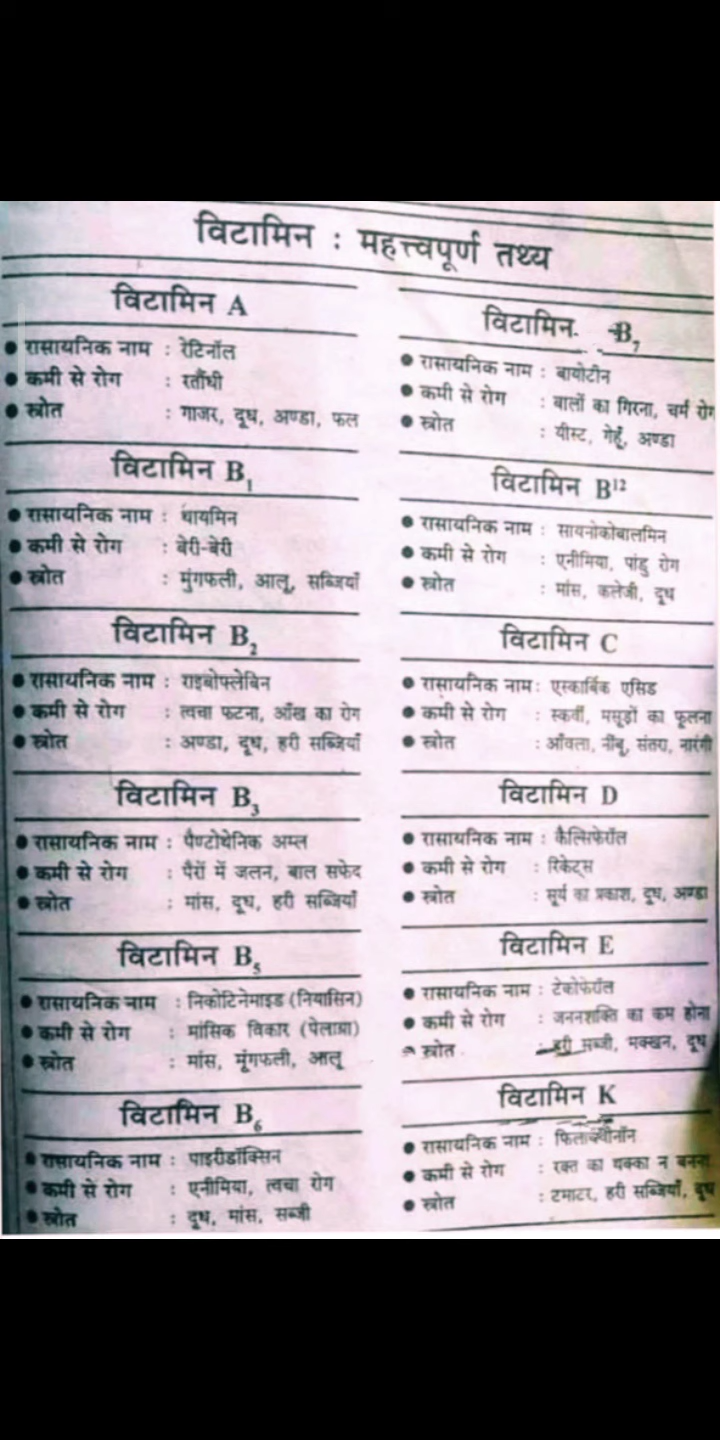 विटामिन : महत्त्वपूर्ण तथ्य
विटामिन A
● रासायनिक नाम : रेटिनॉल
● कमी से रोग : रतौंधी
● स्त्रोत : गाजर, दूध, अण्डा, फल
विटामिन B₁
● रासायनिक नाम : थायमिन
● कमी से रोग : बेरी-बेरी
● स्त्रोत : मुंगफली, आलू, सब्जियाँ
विटामिन B₂
● रासायनिक नाम : राइबोफ्लेबिन
● कमी से रोग : त्वचा फटना, आँख का रोग
● स्त्रोत : अण्डा, दूध, हरी सब्जियाँ
विटामिन B₃
● रासायनिक नाम : पैण्टोथेनिक अम्ल
● कमी से रोग : पैरों में जलन, बाल सफेद
● स्त्रोत : मांस, दूध, हरी सब्जियाँ
विटामिन B₅
● रासायनिक नाम : निकोटिनेमाइड (नियासिन)
● कमी से रोग : मांसिक विकार (पेलाग्रा)
● स्त्रोत : मांस, मूंगफली, आलू
विटामिन B₆
● रासायनिक नाम : पाइरीडॉक्सिन
● कमी से रोग : एनीमिया, त्वचा रोग
● स्त्रोत : दूध, मांस, सब्जी
विटामिन B₇
● रासायनिक नाम : बायोटीन
● कमी से रोग : बालों का गिरना, चर्म रोग
● स्त्रोत : यीस्ट, गेहूँ, अण्डा
विटामिन B¹²
● रासायनिक नाम : सायनोकोबालमिन
● कमी से रोग : एनीमिया, पांडु रोग
● स्त्रोत : मांस, कलेजी, दूध
विटामिन C
● रासायनिक नाम : एस्कार्बिक एसिड
● कमी से रोग : स्कर्वी, मसूड़ों का फूलना
● स्त्रोत : आँवला, नींबू, संतरा, नारंगी
विटामिन D
● रासायनिक नाम : कैल्सिफेरॉल
● कमी से रोग : रिकेट्स
● स्त्रोत : सूर्य का प्रकाश, दूध, अण्डा
विटामिन E
● रासायनिक नाम : टेकोफेरॉल
● कमी से रोग : जननशक्ति का कम होना
● स्त्रोत : हरी सब्जी, मक्खन, दूध
विटामिन K
● रासायनिक नाम : फिलाक्वीनॉन
● कमी से रोग : रक्त का थक्का न बनना
● स्त्रोत : टमाटर, हरी सब्जियाँ, दूध